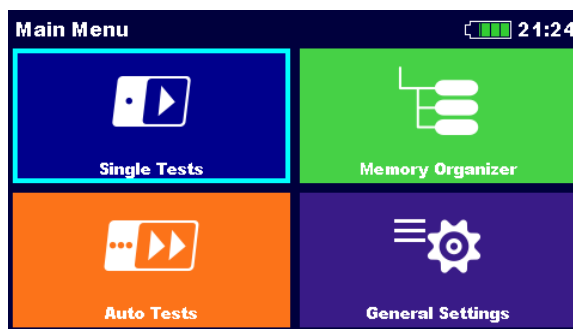 Main Menu 21:24
Single Tests
Memory Organizer
Auto Tests
General Settings